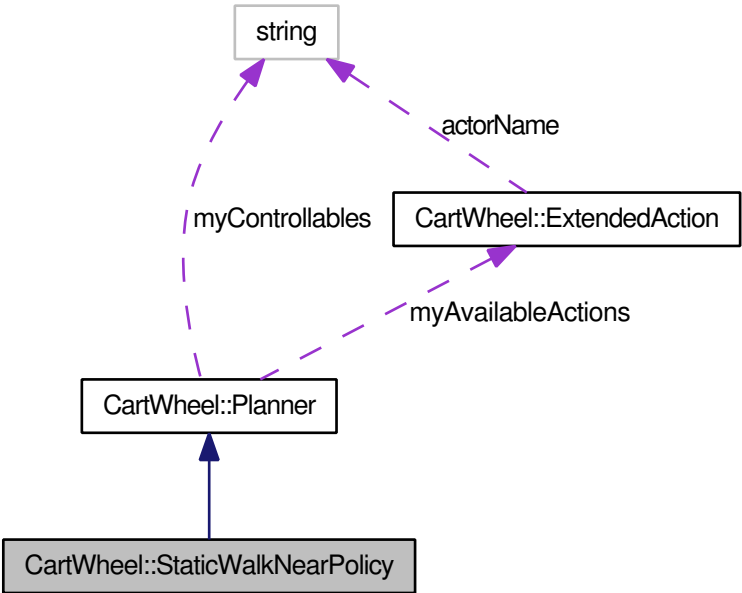 string
actorName
myControllables
CartWheel::ExtendedAction
myAvailableActions
CartWheel::Planner
CartWheel::StaticWalkNearPolicy